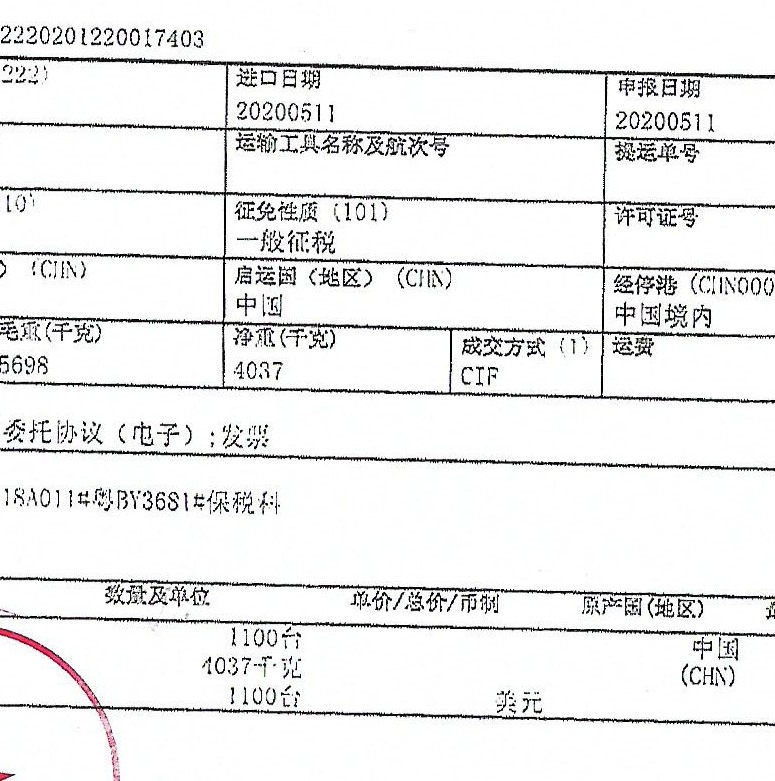 2220201220017403
222) 进口日期 申报日期
20200511 20200511
运输工具名称及航次号 提运单号
10) 征免性质 (101) 许可证号
一般征税
(CHN) 启运国(地区) (CHN) 经停港 (CHN000
中国 中国境内
毛重(千克) 净重(千克) 成交方式 (1) 运费
5698 4037 CIF
委托协议(电子);发票
18A011#粤BY3681#保税科
数量及单位 单价/总价/币制 原产国(地区)
1100台 中国
4037千克 (CHN)
1100台 美元